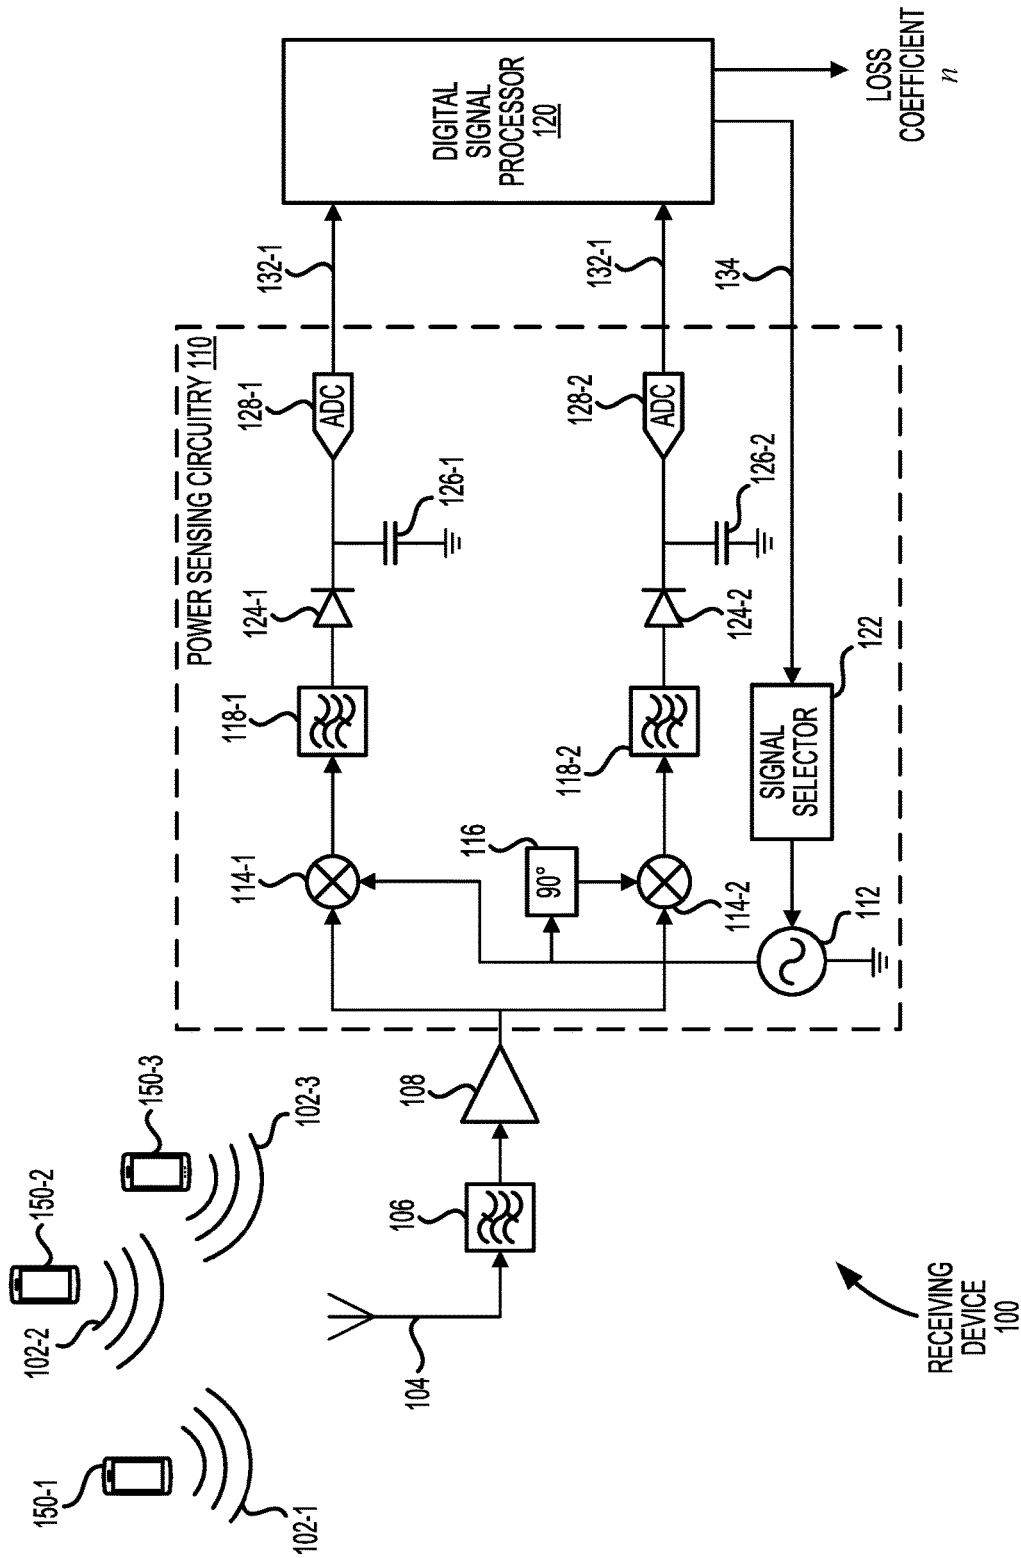 150-1
102-1
150-2
102-2
150-3
102-3
104
106
108
RECEIVING
DEVICE
100
POWER SENSING CIRCUITRY 110
114-1
118-1
124-1
126-1
128-1
ADC
132-1
116
90°
114-2
118-2
124-2
126-2
128-2
ADC
132-1
112
SIGNAL
SELECTOR
122
134
DIGITAL
SIGNAL
PROCESSOR
120
LOSS
COEFFICIENT
n